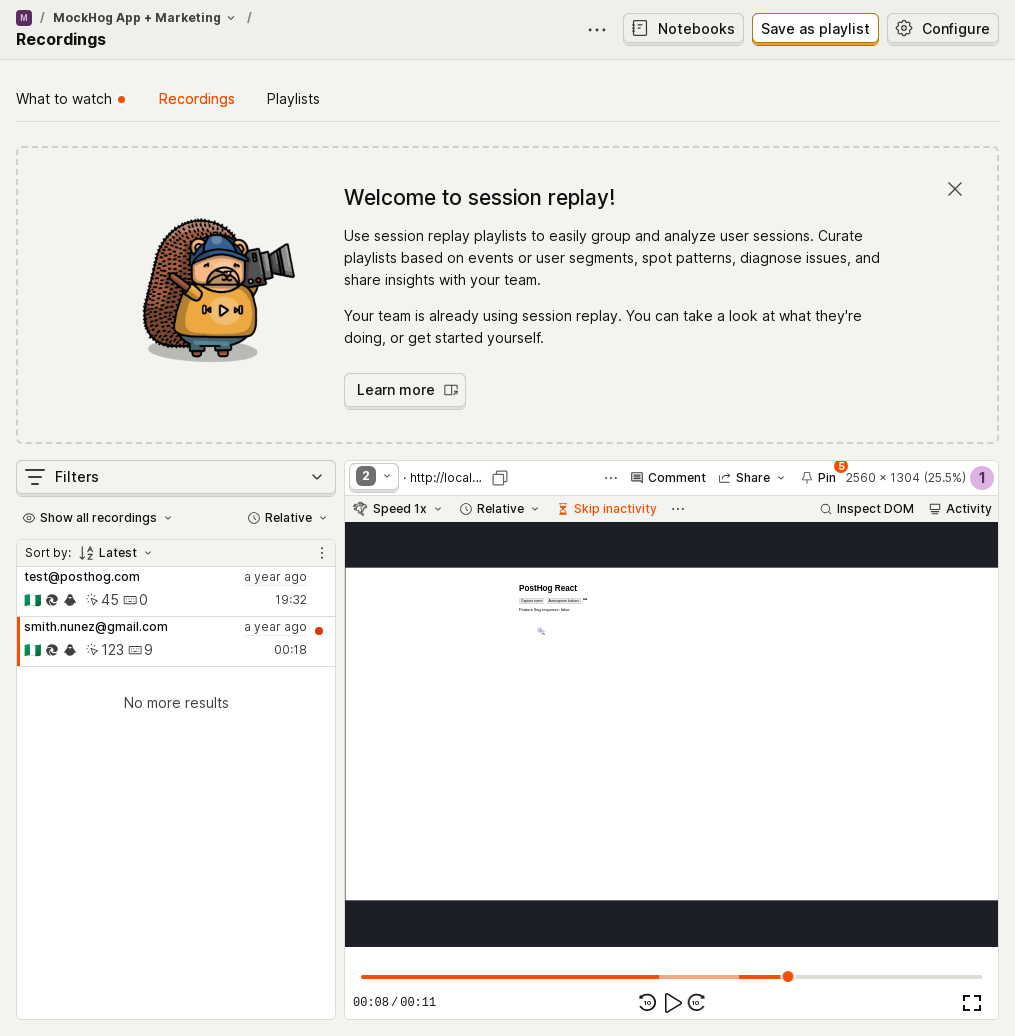 M / MockHog App + Marketing /
Recordings
Notebooks
Save as playlist
Configure
What to watch
Recordings
Playlists
Welcome to session replay!
Use session replay playlists to easily group and analyze user sessions. Curate
playlists based on events or user segments, spot patterns, diagnose issues, and
share insights with your team.
Your team is already using session replay. You can take a look at what they're
doing, or get started yourself.
Learn more
Filters
Show all recordings
Relative
Sort by: Latest
test@posthog.com
a year ago
45 0
19:32
smith.nunez@gmail.com
a year ago
123 9
00:18
No more results
2
· http://local...
Comment
Share
Pin
5
2560 × 1304 (25.5%)
1
Speed 1x
Relative
Skip inactivity
Inspect DOM
Activity
PostHog React
Capture event
Autocapture buttons
Feature flag response: false
00:08 / 00:11
10
10